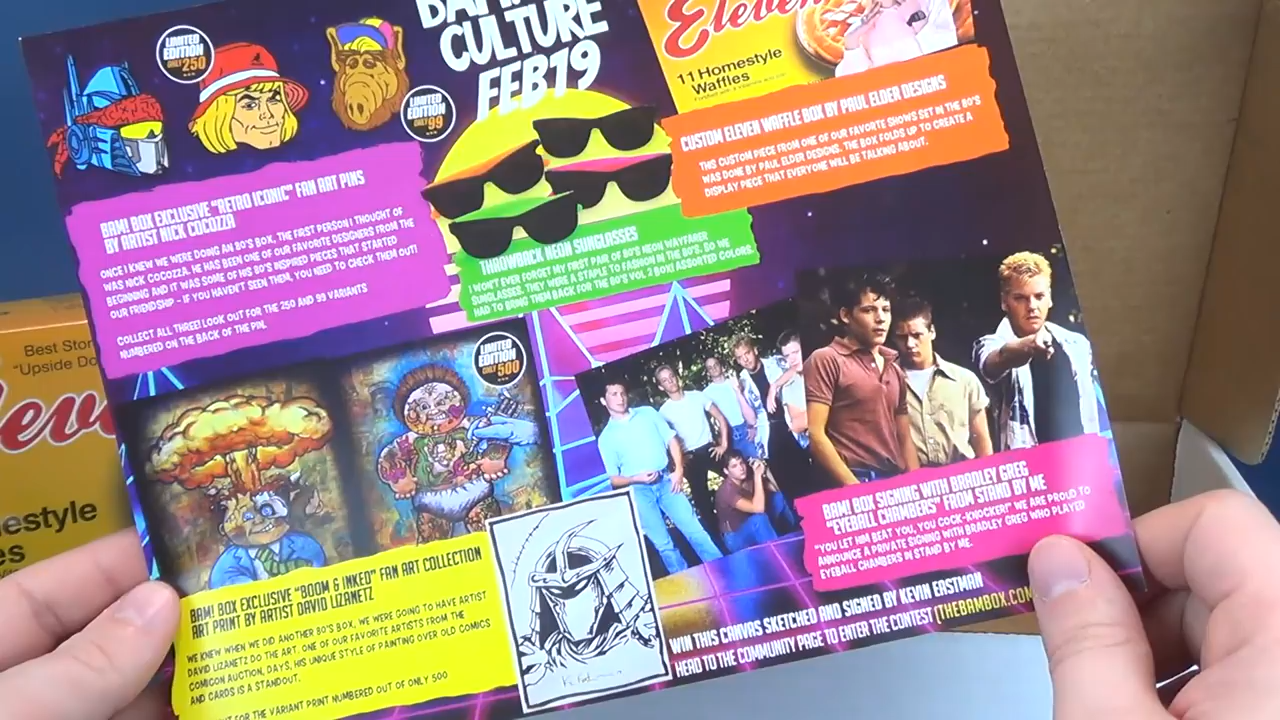 LIMITED
EDITION
ONLY 250
LIMITED
EDITION
ONLY 99
CULTURE
FEB19
Eleven
11 Homestyle
Waffles
CUSTOM ELEVEN WAFFLE BOX BY PAUL ELDER DESIGNS
THIS CUSTOM PIECE FROM ONE OF OUR FAVORITE SHOWS SET IN THE 80'S
WAS DONE BY PAUL ELDER DESIGNS. THE BOX FOLDS UP TO CREATE A
DISPLAY PIECE THAT EVERYONE WILL BE TALKING ABOUT.
BAM! BOX EXCLUSIVE "RETRO ICONIC" FAN ART PINS
BY ARTIST NICK COCOZZA
ONCE I KNEW WE WERE DOING AN 80'S BOX, THE FIRST PERSON I THOUGHT OF
WAS NICK COCOZZA. HE HAS BEEN ONE OF OUR FAVORITE DESIGNERS FROM THE
BEGINNING AND IT WAS SOME OF HIS 80'S INSPIRED PIECES THAT STARTED
OUR FRIENDSHIP - IF YOU HAVEN'T SEEN THEM, YOU NEED TO CHECK THEM OUT!
COLLECT ALL THREE! LOOK OUT FOR THE 250 AND 99 VARIANTS
NUMBERED ON THE BACK OF THE PIN.
THROWBACK NEON SUNGLASSES
I WON'T EVER FORGET MY FIRST PAIR OF 80'S NEON WAYFARER
SUNGLASSES. THEY WERE A STAPLE TO FASHION IN THE 80'S. SO WE
HAD TO BRING THEM BACK FOR THE 80'S VOL 2 BOX! ASSORTED COLORS.
LIMITED
EDITION
ONLY 500
BAM! BOX EXCLUSIVE "BOOM & INKED" FAN ART COLLECTION
ART PRINT BY ARTIST DAVID LIZANETZ
WE KNEW WHEN WE DID ANOTHER 80'S BOX, WE WERE GOING TO HAVE ARTIST
DAVID LIZANETZ DO THE ART. ONE OF OUR FAVORITE ARTISTS FROM THE
COMICON AUCTION, DAYS, HIS UNIQUE STYLE OF PAINTING OVER OLD COMICS
AND CARDS IS A STANDOUT.
FOR THE VARIANT PRINT NUMBERED OUT OF ONLY 500
BAM! BOX SIGNING WITH BRADLEY GREG
"EYEBALL CHAMBERS" FROM STAND BY ME
"YOU LET HIM BEAT YOU, YOU COCK-KNOCKER!" WE ARE PROUD TO
ANNOUNCE A PRIVATE SIGNING WITH BRADLEY GREG WHO PLAYED
EYEBALL CHAMBERS IN STAND BY ME.
WIN THIS CANVAS SKETCHED AND SIGNED BY KEVIN EASTMAN
HEAD TO THE COMMUNITY PAGE TO ENTER THE CONTEST (THEBAMBOX.COM
Best Stor
"Upside Do
Eleve
mestyle
es